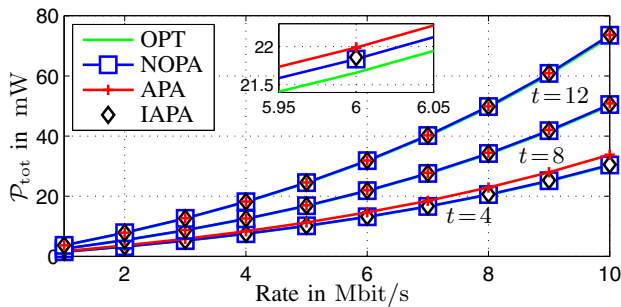 80
60
40
20
0
𝒫tot in mW
OPT
NOPA
APA
IAPA
22
21.5
5.95 6 6.05
t=12
t=8
t=4
2 4 6 8 10
Rate in Mbit/s